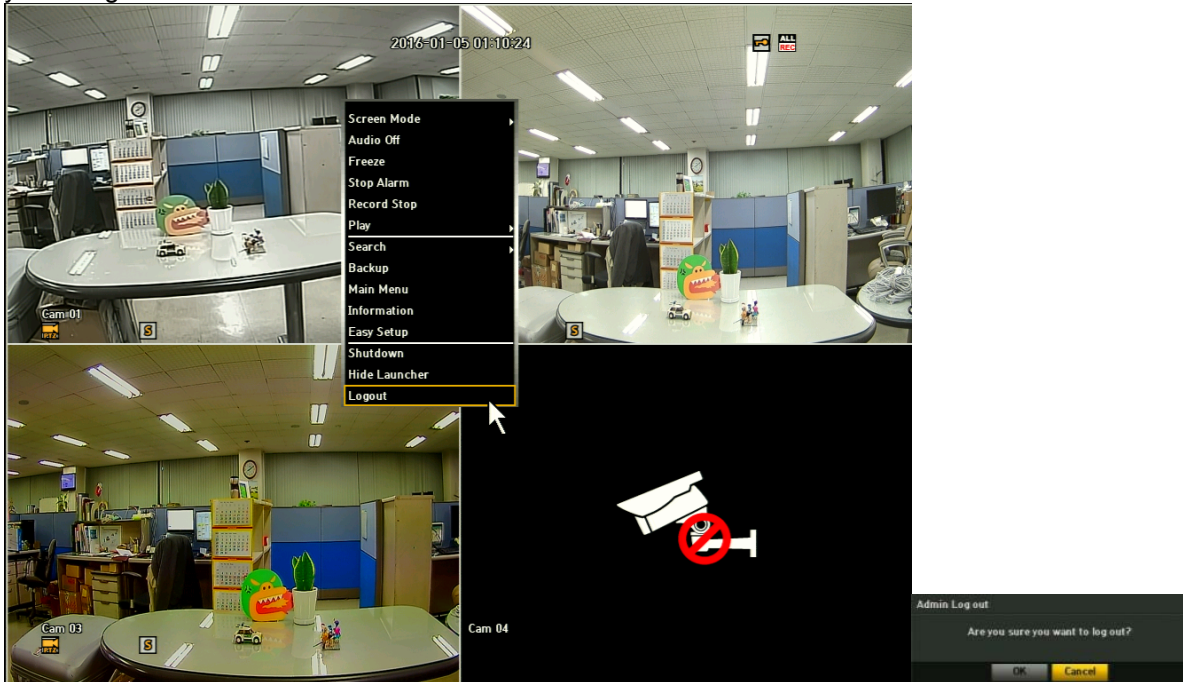 2016-01-05 01:10:24
ALL
REC
Screen Mode
Audio Off
Freeze
Stop Alarm
Record Stop
Play
Search
Backup
Main Menu
Information
Easy Setup
Shutdown
Hide Launcher
Logout
Cam 01
S
S
Cam 03
S
Cam 04
Admin Log out
Are you sure you want to log out?
OK
Cancel